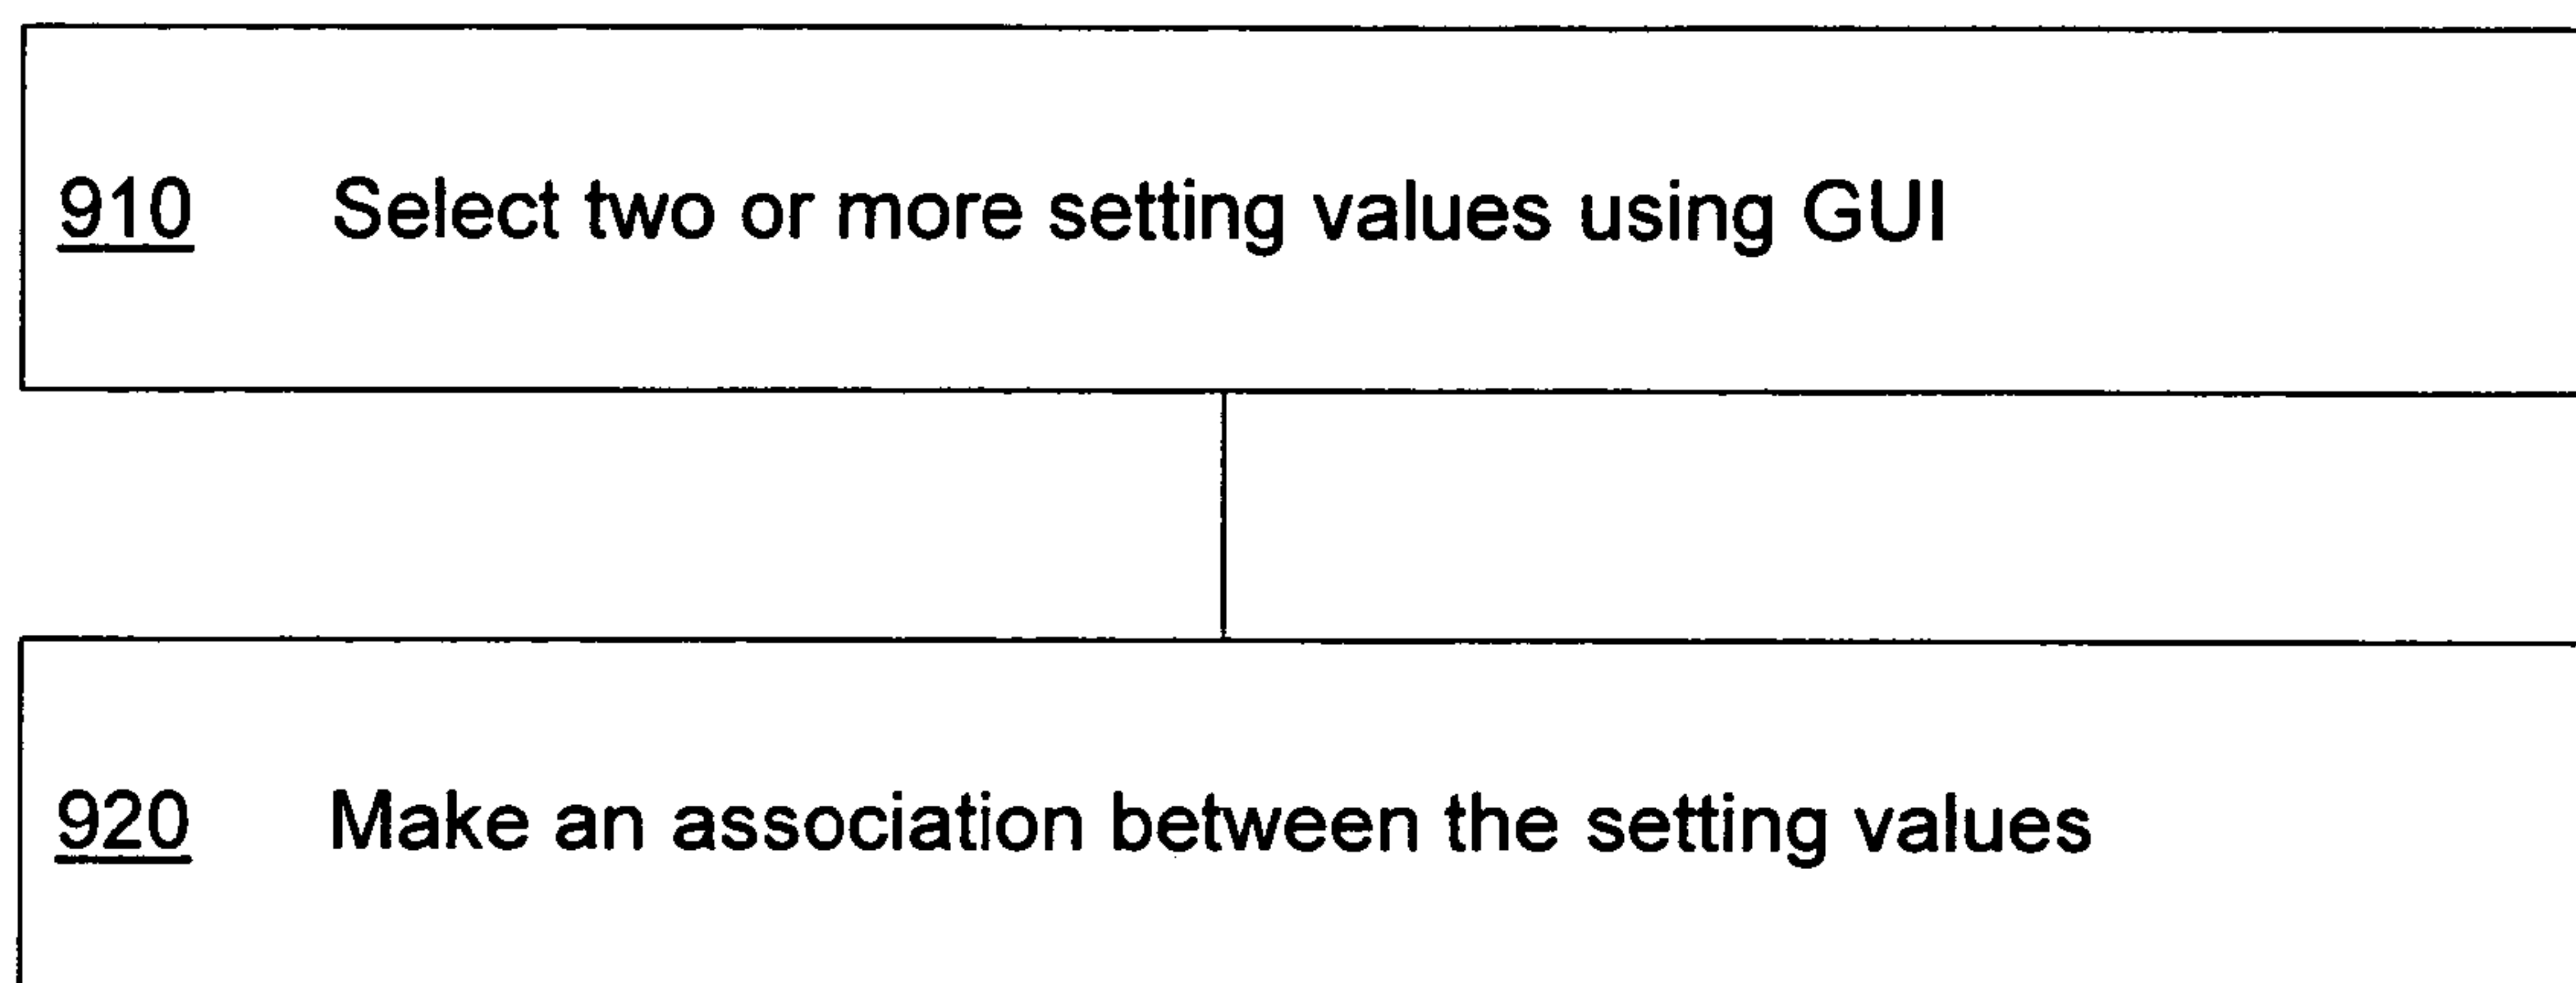 910 Select two or more setting values using GUI
920 Make an association between the setting values